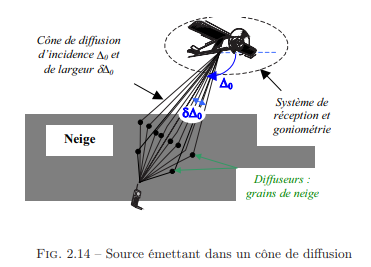 Cône de diffusion
d'incidence Δ₀ et
de largeur δΔ₀
Δ₀
δΔ₀
Système de
réception et
goniométrie
Neige
Diffuseurs :
grains de neige
FIG. 2.14 – Source émettant dans un cône de diffusion